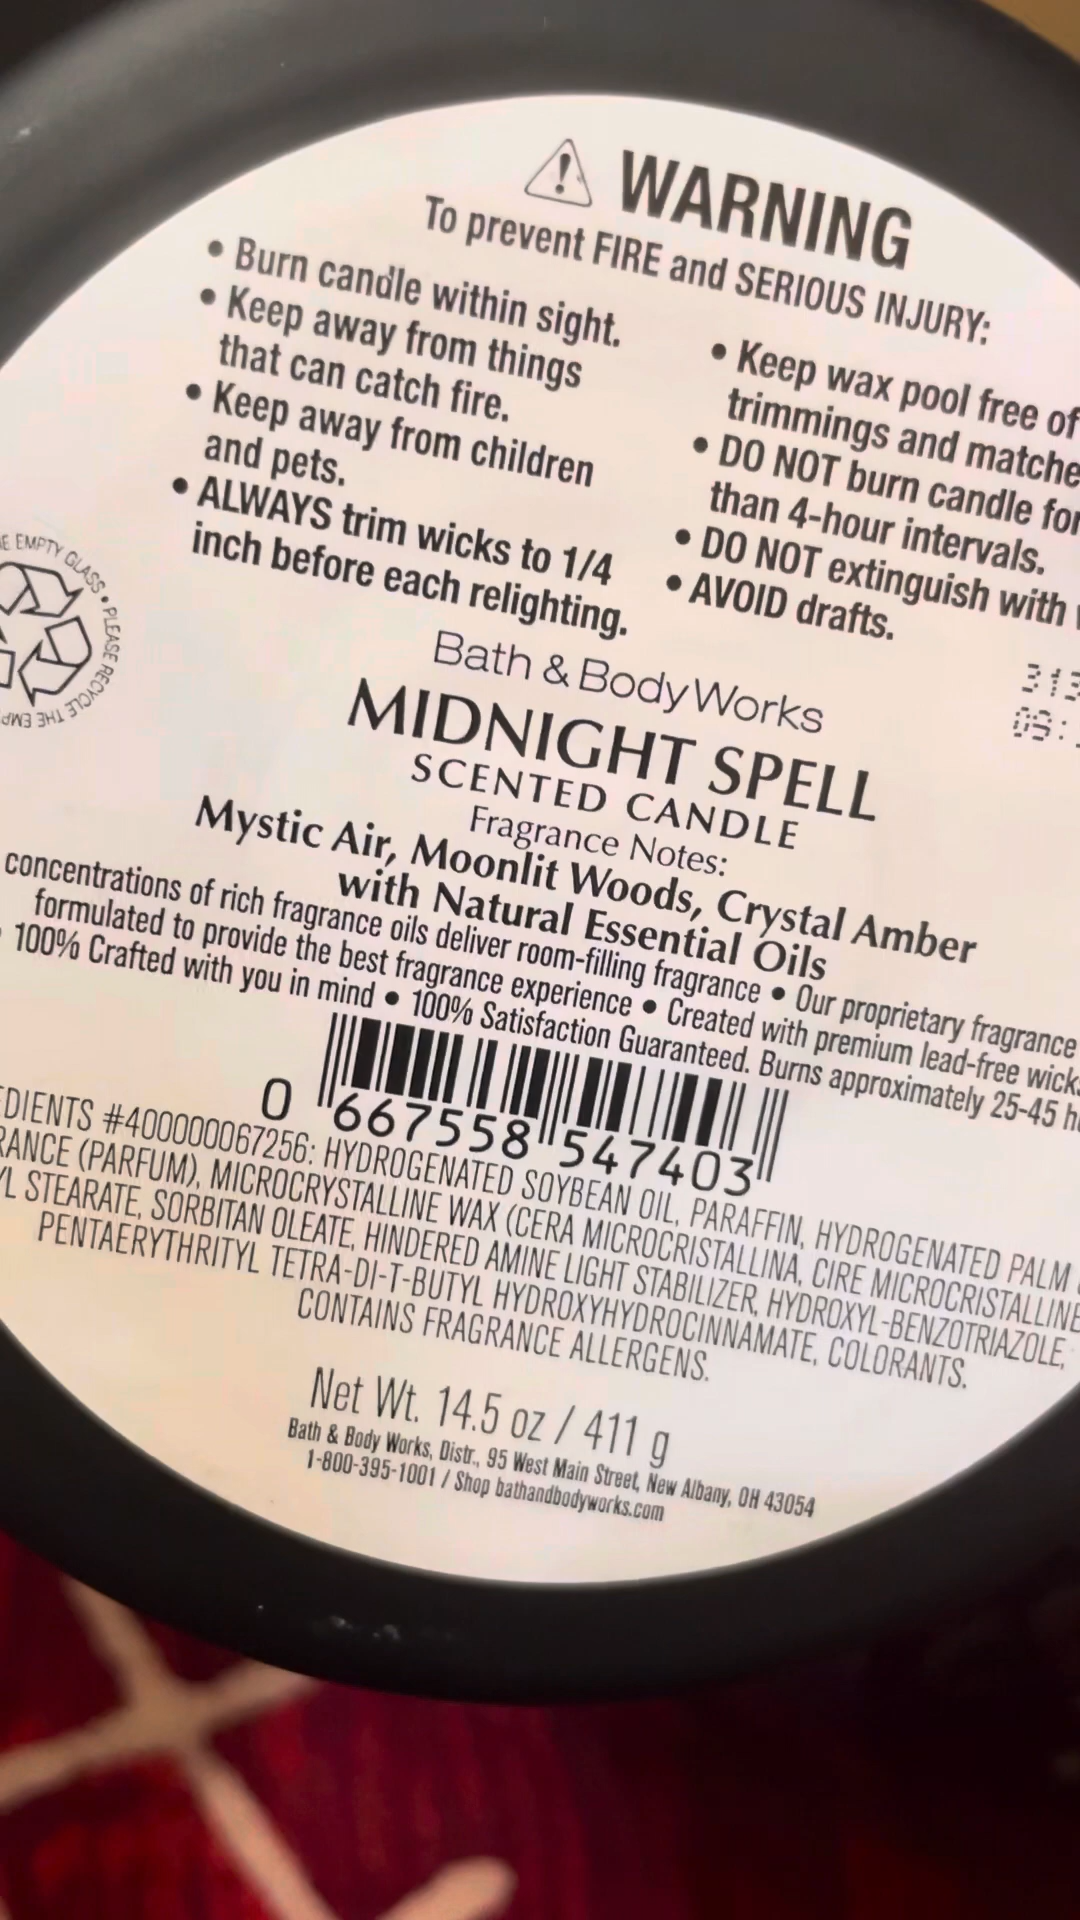 WARNING
To prevent FIRE and SERIOUS INJURY:
• Burn candle within sight.
• Keep away from things
that can catch fire.
• Keep away from children
and pets.
• ALWAYS trim wicks to 1/4
inch before each relighting.
• Keep wax pool free of
trimmings and matche
• DO NOT burn candle for
than 4-hour intervals.
• DO NOT extinguish with
• AVOID drafts.
E EMPTY GLASS • PLEASE RECYCLE THE EMP
313
09:
Bath & Body Works
MIDNIGHT SPELL
SCENTED CANDLE
Fragrance Notes:
Mystic Air, Moonlit Woods, Crystal Amber
with Natural Essential Oils
concentrations of rich fragrance oils deliver room-filling fragrance • Our proprietary fragrance
formulated to provide the best fragrance experience • Created with premium lead-free wick
100% Crafted with you in mind • 100% Satisfaction Guaranteed. Burns approximately 25-45 h
0 667558 547403
EDIENTS #400000067256: HYDROGENATED SOYBEAN OIL, PARAFFIN, HYDROGENATED PALM
RANCE (PARFUM), MICROCRYSTALLINE WAX (CERA MICROCRISTALLINA, CIRE MICROCRISTALLINE
YL STEARATE, SORBITAN OLEATE, HINDERED AMINE LIGHT STABILIZER, HYDROXYL-BENZOTRIAZOLE,
PENTAERYTHRITYL TETRA-DI-T-BUTYL HYDROXYHYDROCINNAMATE, COLORANTS.
CONTAINS FRAGRANCE ALLERGENS.
Net Wt. 14.5 oz / 411 g
Bath & Body Works, Distr., 95 West Main Street, New Albany, OH 43054
1-800-395-1001 / Shop bathandbodyworks.com